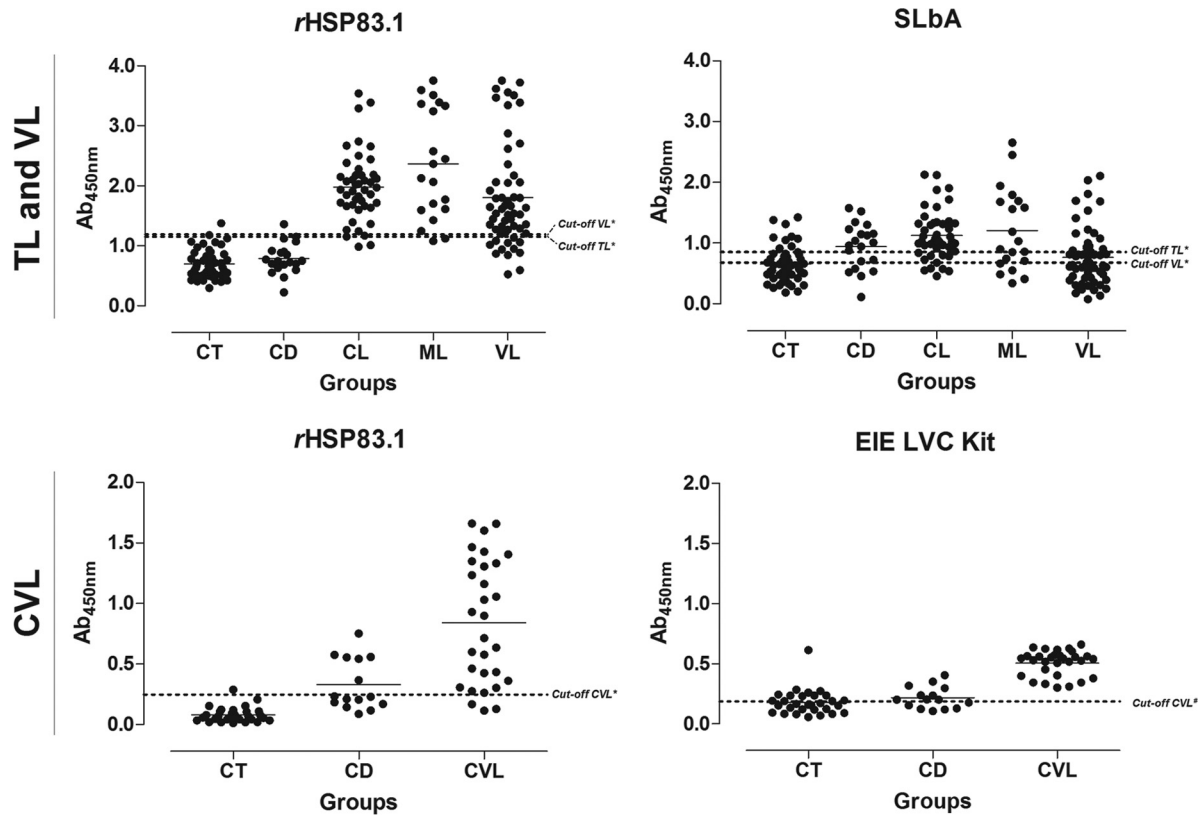 rHSP83.1
SLbA
TL and VL
Ab450nm
4.0
3.0
2.0
1.0
0.0
Cut-off VL*
Cut-off TL*
CT CD CL ML VL
Groups
Ab450nm
4.0
3.0
2.0
1.0
0.0
Cut-off TL*
Cut-off VL*
CT CD CL ML VL
Groups
rHSP83.1
EIE LVC Kit
CVL
Ab450nm
2.0
1.5
1.0
0.5
0.0
Cut-off CVL*
CT CD CVL
Groups
Ab450nm
2.0
1.5
1.0
0.5
0.0
Cut-off CVL#
CT CD CVL
Groups